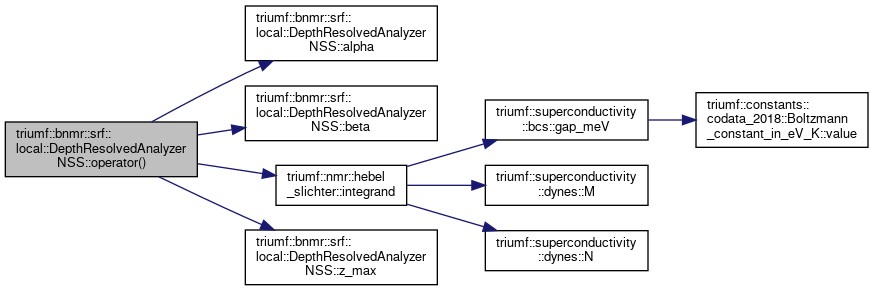 triumf::bnmr::srf::
local::DepthResolvedAnalyzer
NSS::operator()
triumf::bnmr::srf::
local::DepthResolvedAnalyzer
NSS::alpha
triumf::bnmr::srf::
local::DepthResolvedAnalyzer
NSS::beta
triumf::nmr::hebel
_slichter::integrand
triumf::bnmr::srf::
local::DepthResolvedAnalyzer
NSS::z_max
triumf::superconductivity
::bcs::gap_meV
triumf::superconductivity
::dynes::M
triumf::superconductivity
::dynes::N
triumf::constants::
codata_2018::Boltzmann
_constant_in_eV_K::value